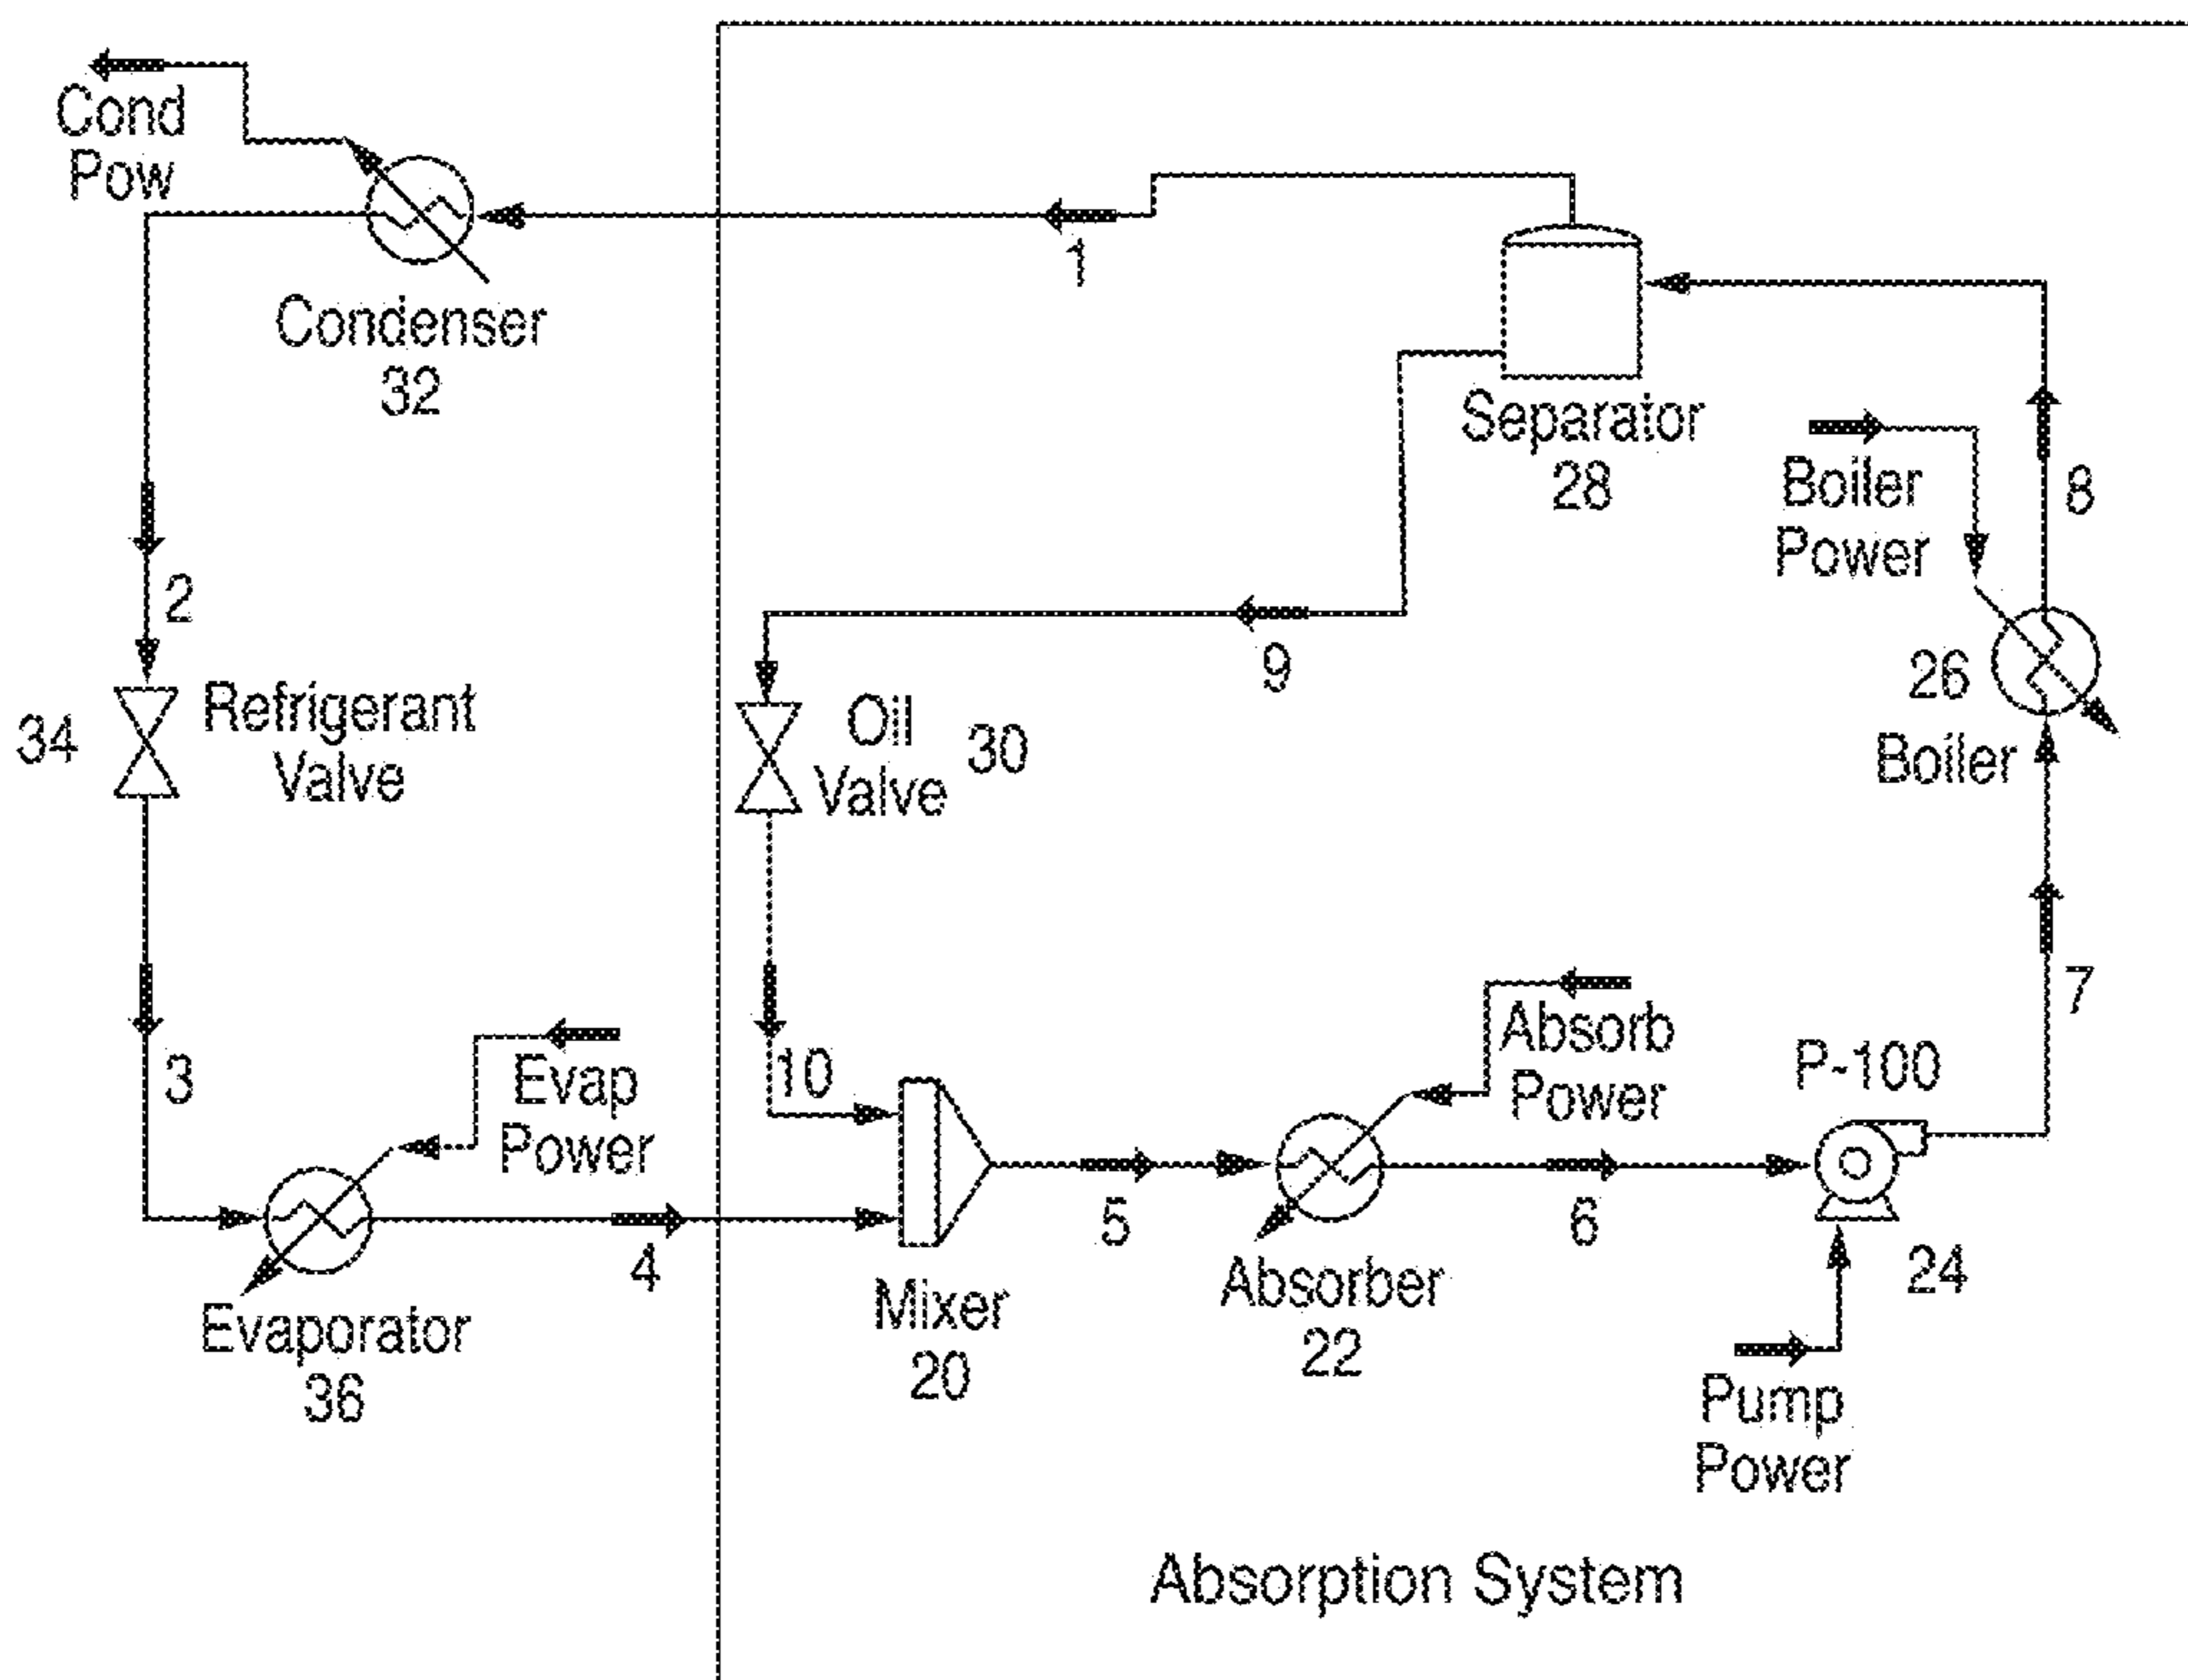 Cond
Pow
Condenser
32
1
Separator
28
Boiler
Power
8
2
9
26
Boiler
34
Refrigerant
Valve
Oil
Valve
30
7
3
Evap
Power
10
Absorb
Power
P-100
4
5
6
24
Evaporator
36
Mixer
20
Absorber
22
Pump
Power
Absorption System